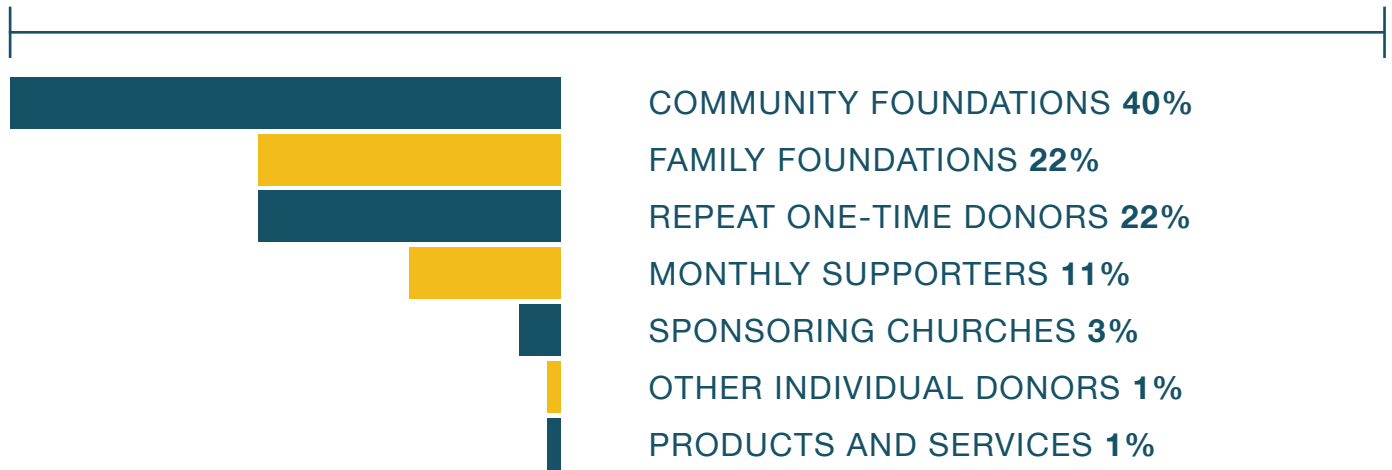 COMMUNITY FOUNDATIONS 40%
FAMILY FOUNDATIONS 22%
REPEAT ONE-TIME DONORS 22%
MONTHLY SUPPORTERS 11%
SPONSORING CHURCHES 3%
OTHER INDIVIDUAL DONORS 1%
PRODUCTS AND SERVICES 1%